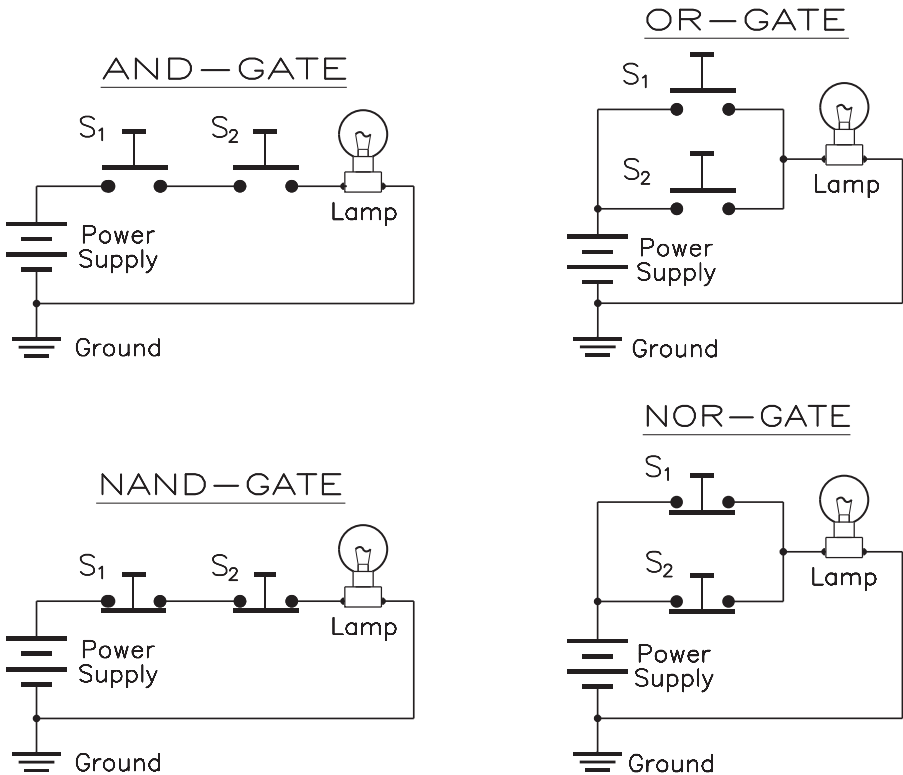 AND—GATE
S1
S2
Lamp
Power
Supply
Ground
OR—GATE
S1
S2
Lamp
Power
Supply
Ground
NAND—GATE
S1
S2
Lamp
Power
Supply
Ground
NOR—GATE
S1
S2
Lamp
Power
Supply
Ground